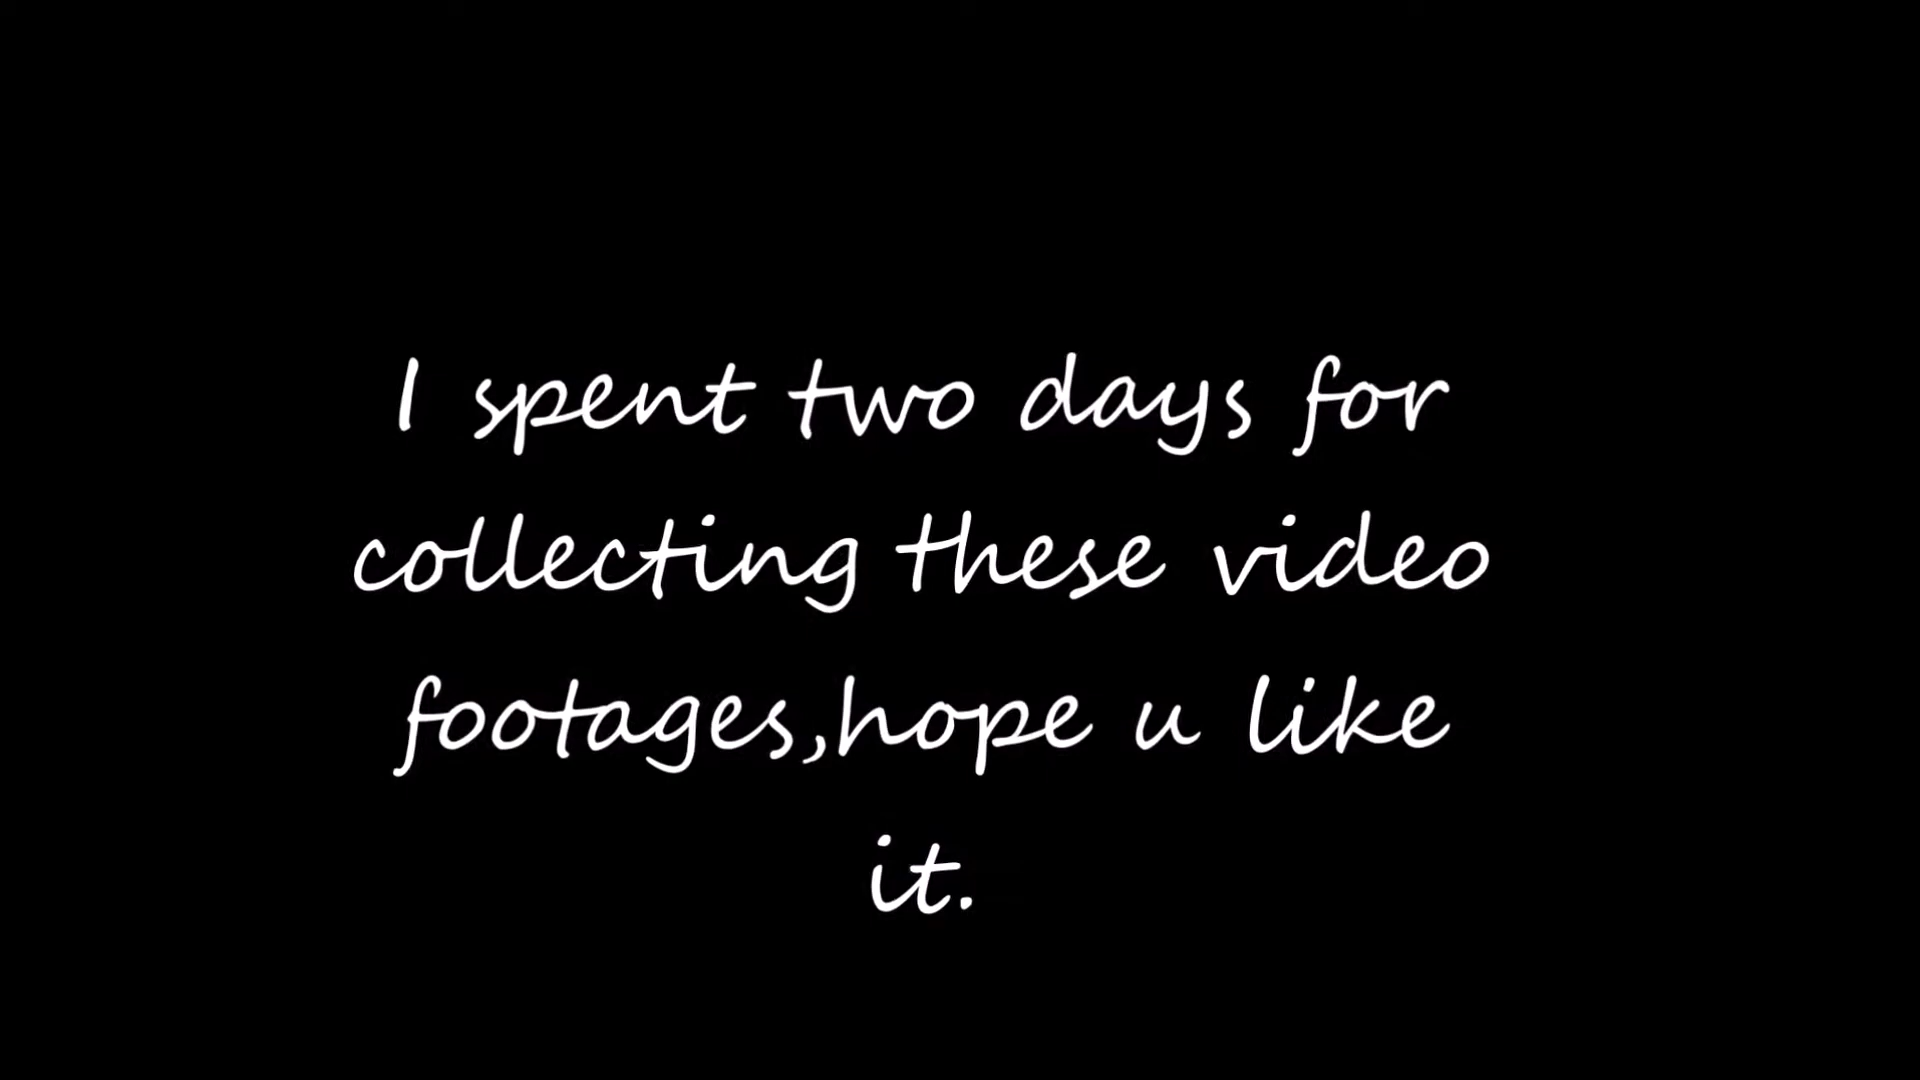 I spent two days for
collecting these video
footages,hope u like
it.